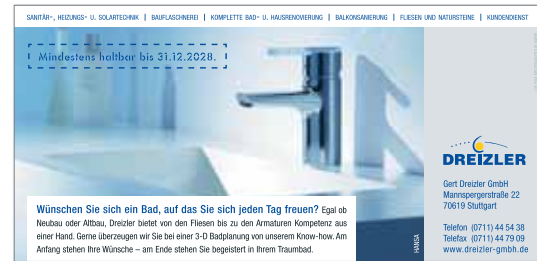 SANITÄR-, HEIZUNGS- U. SOLARTECHNIK | BAUFLASCHNEREI | KOMPLETTE BAD- U. HAUSRENOVIERUNG | BALKONSANIERUNG | FLIESEN UND NATURSTEINE | KUNDENDIENST
Mindestens haltbar bis 31.12.2028.
Wünschen Sie sich ein Bad, auf das Sie sich jeden Tag freuen? Egal ob
Neubau oder Altbau, Dreizler bietet von den Fliesen bis zu den Armaturen Kompetenz aus
einer Hand. Gerne überzeugen wir Sie bei einer 3-D Badplanung von unserem Know-how. Am
Anfang stehen Ihre Wünsche – am Ende stehen Sie begeistert in Ihrem Traumbad.
HANSA
DREIZLER
Gert Dreizler GmbH
Mannspergerstraße 22
70619 Stuttgart
Telefon (0711) 44 54 38
Telefax (0711) 44 79 09
www.dreizler-gmbh.de